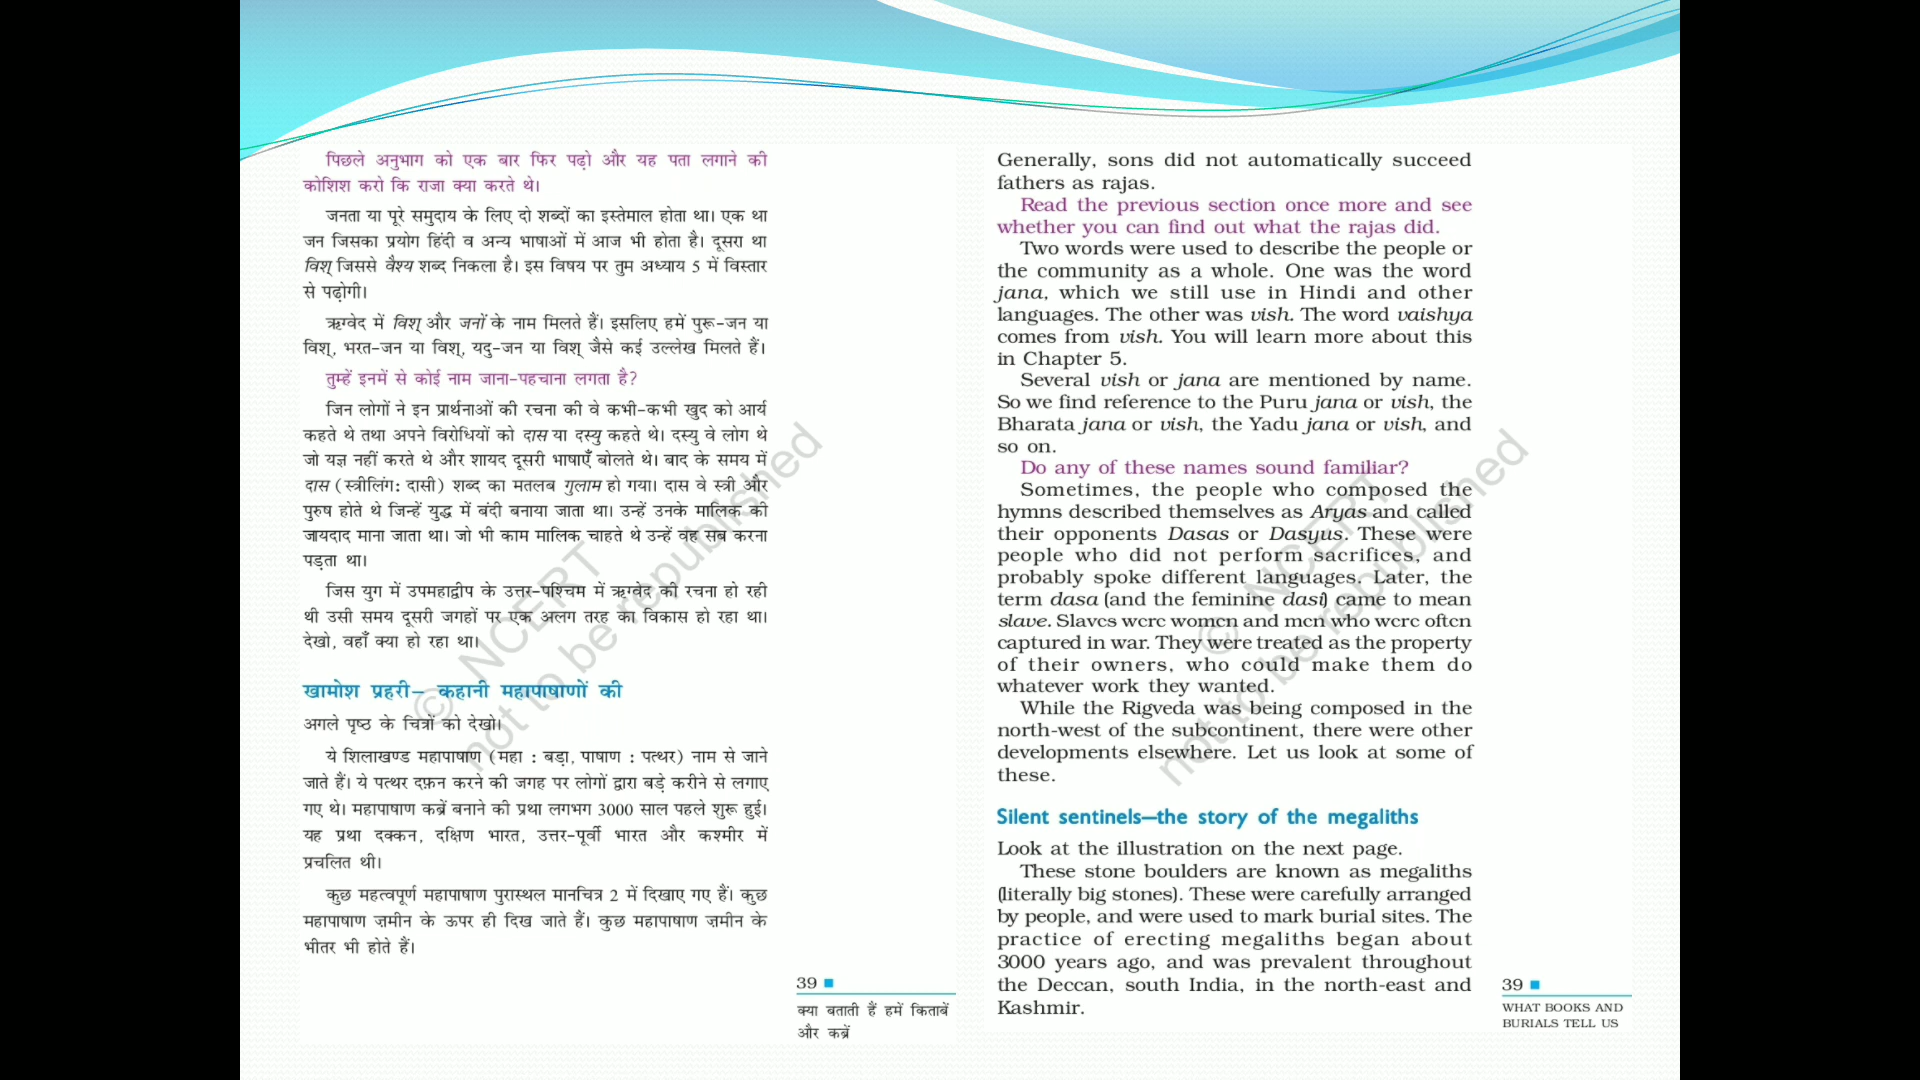 पिछले अनुभाग को एक बार फिर पढ़ो और यह पता लगाने की
कोशिश करो कि राजा क्या करते थे।
जनता या पूरे समुदाय के लिए दो शब्दों का इस्तेमाल होता था। एक था
जन जिसका प्रयोग हिंदी व अन्य भाषाओं में आज भी होता है। दूसरा था
विश् जिससे वैश्य शब्द निकला है। इस विषय पर तुम अध्याय 5 में विस्तार
से पढ़ोगी।
ऋग्वेद में विश् और जनों के नाम मिलते हैं। इसलिए हमें पुरू-जन या
विश्, भरत-जन या विश्, यदु-जन या विश् जैसे कई उल्लेख मिलते हैं।
तुम्हें इनमें से कोई नाम जाना-पहचाना लगता है?
जिन लोगों ने इन प्रार्थनाओं की रचना की वे कभी-कभी खुद को आर्य
कहते थे तथा अपने विरोधियों को दास या दस्यु कहते थे। दस्यु वे लोग थे
जो यज्ञ नहीं करते थे और शायद दूसरी भाषाएँ बोलते थे। बाद के समय में
दास (स्त्रीलिंग: दासी) शब्द का मतलब गुलाम हो गया। दास वे स्त्री और
पुरुष होते थे जिन्हें युद्ध में बंदी बनाया जाता था। उन्हें उनके मालिक की
जायदाद माना जाता था। जो भी काम मालिक चाहते थे उन्हें वह सब करना
पड़ता था।
जिस युग में उपमहाद्वीप के उत्तर-पश्चिम में ऋग्वेद की रचना हो रही
थी उसी समय दूसरी जगहों पर एक अलग तरह का विकास हो रहा था।
देखो, वहाँ क्या हो रहा था।
खामोश प्रहरी– कहानी महापाषाणों की
अगले पृष्ठ के चित्रों को देखो।
ये शिलाखण्ड महापाषाण (महा : बड़ा, पाषाण : पत्थर) नाम से जाने
जाते हैं। ये पत्थर दफ़न करने की जगह पर लोगों द्वारा बड़े करीने से लगाए
गए थे। महापाषाण कब्रें बनाने की प्रथा लगभग 3000 साल पहले शुरू हुई।
यह प्रथा दक्कन, दक्षिण भारत, उत्तर-पूर्वी भारत और कश्मीर में
प्रचलित थी।
कुछ महत्वपूर्ण महापाषाण पुरास्थल मानचित्र 2 में दिखाए गए हैं। कुछ
महापाषाण ज़मीन के ऊपर ही दिख जाते हैं। कुछ महापाषाण ज़मीन के
भीतर भी होते हैं।
© NCERT
not to be republished
39
क्या बताती हैं हमें किताबें
और कब्रें
Generally, sons did not automatically succeed
fathers as rajas.
Read the previous section once more and see
whether you can find out what the rajas did.
Two words were used to describe the people or
the community as a whole. One was the word
jana, which we still use in Hindi and other
languages. The other was vish. The word vaishya
comes from vish. You will learn more about this
in Chapter 5.
Several vish or jana are mentioned by name.
So we find reference to the Puru jana or vish, the
Bharata jana or vish, the Yadu jana or vish, and
so on.
Do any of these names sound familiar?
Sometimes, the people who composed the
hymns described themselves as Aryas and called
their opponents Dasas or Dasyus. These were
people who did not perform sacrifices, and
probably spoke different languages. Later, the
term dasa (and the feminine dasi) came to mean
slave. Slaves were women and men who were often
captured in war. They were treated as the property
of their owners, who could make them do
whatever work they wanted.
While the Rigveda was being composed in the
north-west of the subcontinent, there were other
developments elsewhere. Let us look at some of
these.
Silent sentinels—the story of the megaliths
Look at the illustration on the next page.
These stone boulders are known as megaliths
(literally big stones). These were carefully arranged
by people, and were used to mark burial sites. The
practice of erecting megaliths began about
3000 years ago, and was prevalent throughout
the Deccan, south India, in the north-east and
Kashmir.
© NCERT
not to be republished
39
WHAT BOOKS AND
BURIALS TELL US